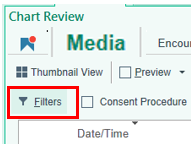 Chart Review
Media Encou
Thumbnail View Preview
Filters Consent Procedure
Date/Time